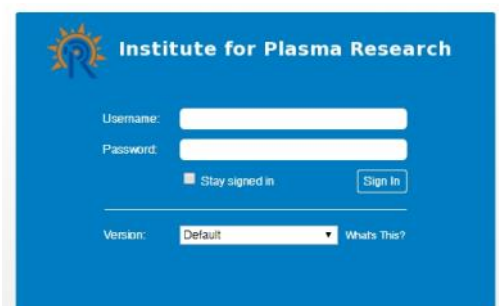 Institute for Plasma Research
Username:
Password:
Stay signed in
Sign In
Version:
Default
What's This?